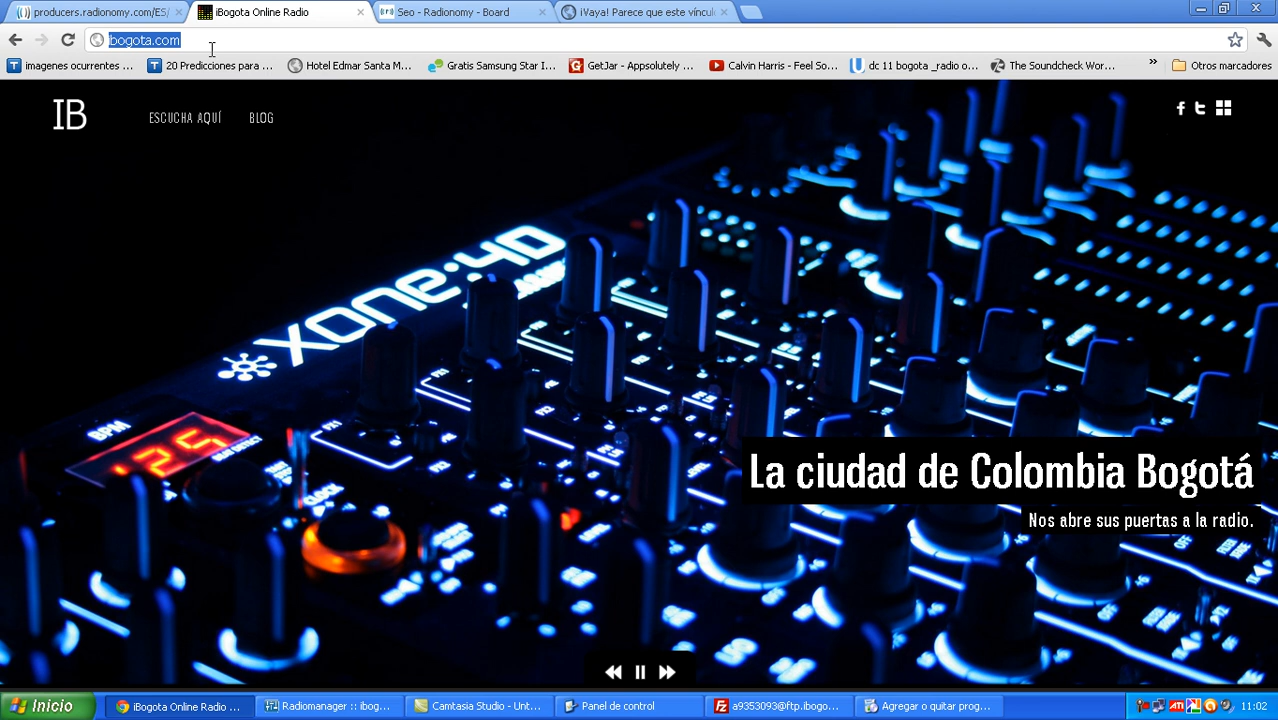 producers.radionomy.com/ES/
iBogota Online Radio
Seo - Radionomy - Board
¡Vaya! Parece que este víncul
ibogota.com
imagenes ocurrentes ...
20 Predicciones para ...
Hotel Edmar Santa M...
Gratis Samsung Star I...
GetJar - Appsolutely ...
Calvin Harris - Feel So...
dc 11 bogota _radio o...
The Soundcheck Wor...
Otros marcadores
IB
ESCUCHA AQUÍ
BLOG
XONE:4D
BPM
La ciudad de Colombia Bogotá
Nos abre sus puertas a la radio.
Inicio
iBogota Online Radio ...
Radiomanager :: ibog...
Camtasia Studio - Unt...
Panel de control
a9353093@ftp.ibogo...
Agregar o quitar prog...
11:02